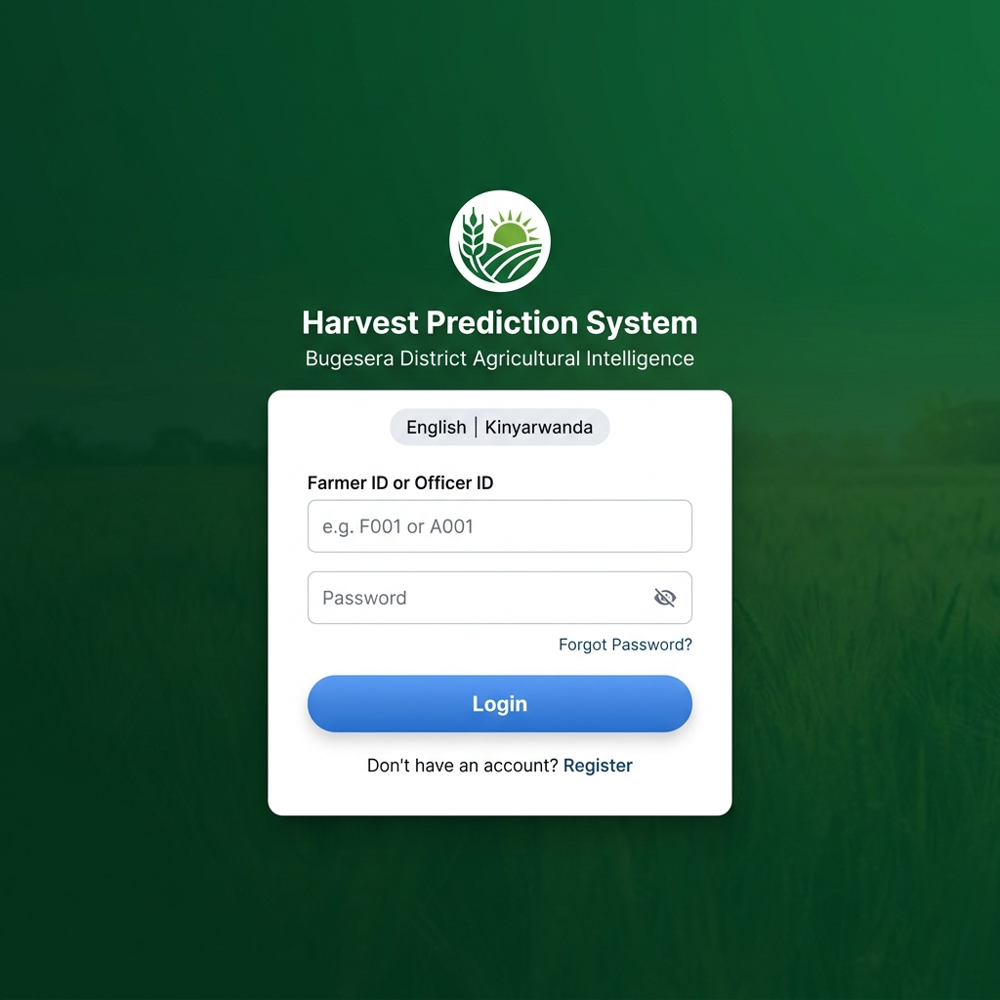 Harvest Prediction System
Bugesera District Agricultural Intelligence
English | Kinyarwanda
Farmer ID or Officer ID
e.g. F001 or A001
Password
Forgot Password?
Login
Don't have an account? Register